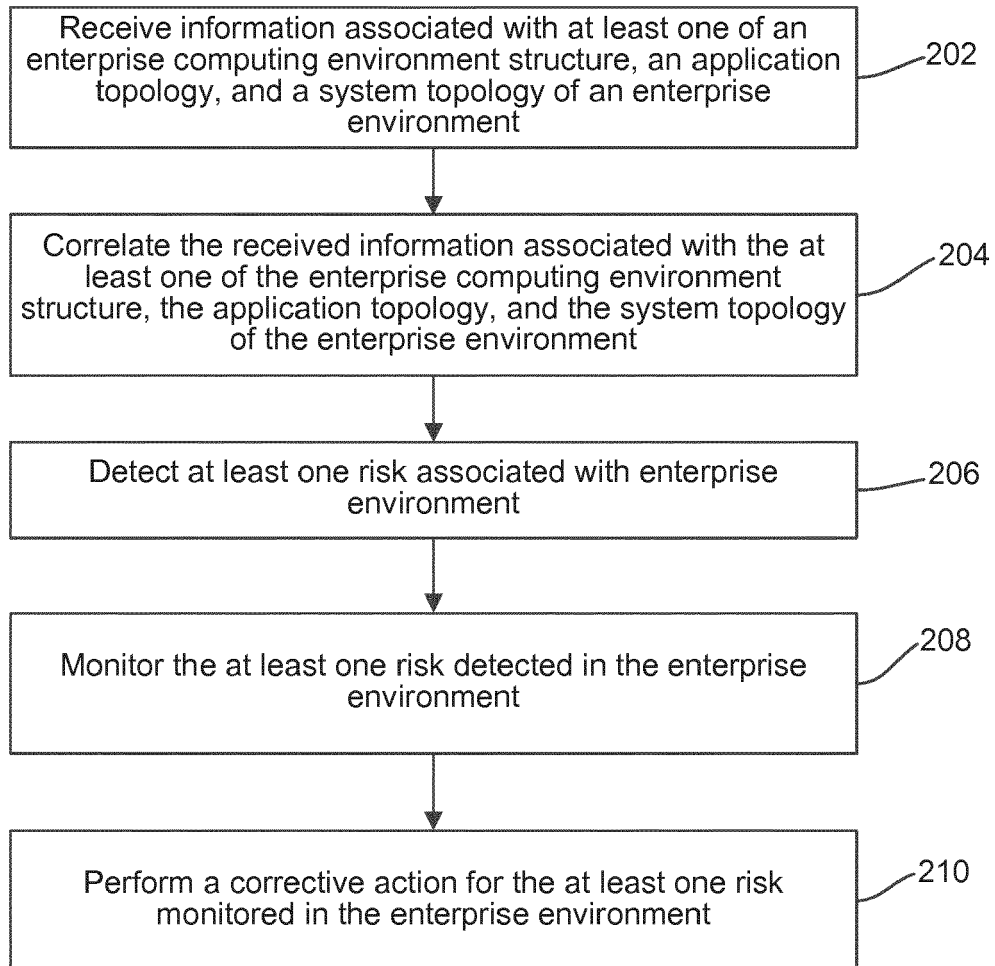 Receive information associated with at least one of an
enterprise computing environment structure, an application
topology, and a system topology of an enterprise
environment
202
Correlate the received information associated with the at
least one of the enterprise computing environment
structure, the application topology, and the system topology
of the enterprise environment
204
Detect at least one risk associated with enterprise
environment
206
Monitor the at least one risk detected in the enterprise
environment
208
Perform a corrective action for the at least one risk
monitored in the enterprise environment
210